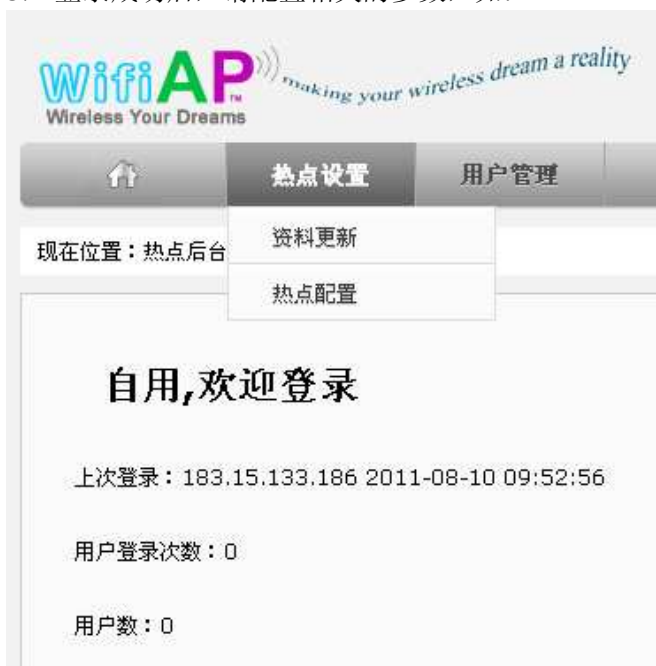 WifiAP™ making your wireless dream a reality
Wireless Your Dreams
热点设置 用户管理
资料更新
现在位置：热点后台
热点配置
自用,欢迎登录
上次登录：183.15.133.186 2011-08-10 09:52:56
用户登录次数：0
用户数：0